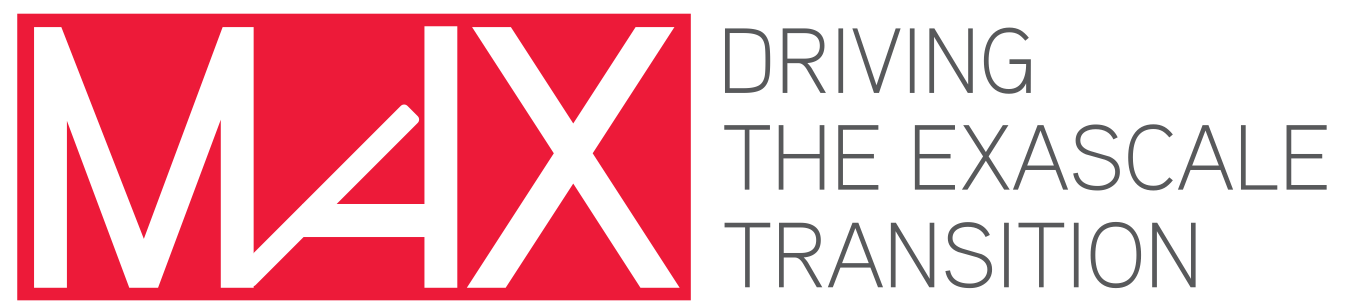 MAX
DRIVING
THE EXASCALE
TRANSITION